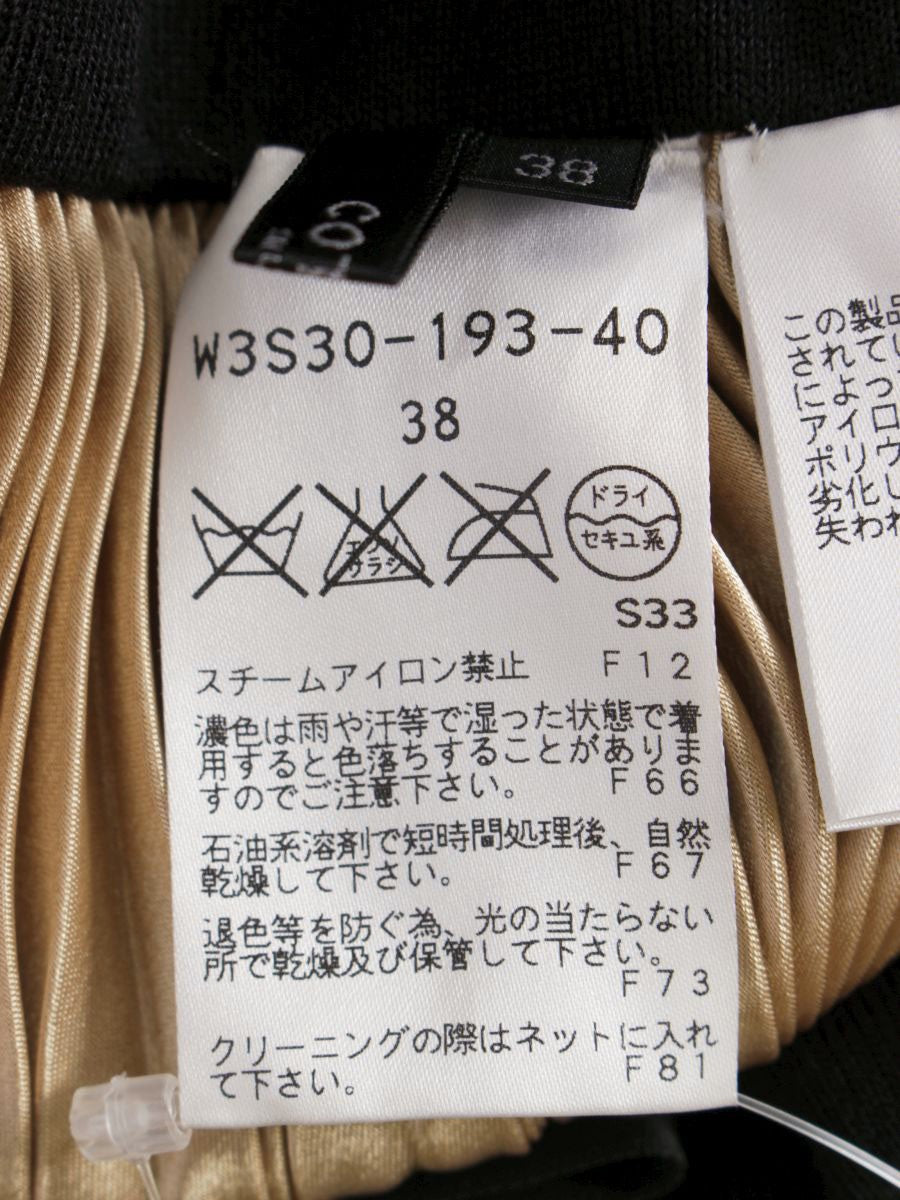 38
CO
W3S30-193-40
38
エンソ
サラシ
ドライ
セキユ系
S33
スチームアイロン禁止 F12
濃色は雨や汗等で湿った状態で着
用すると色落ちすることがありま
すのでご注意下さい。 F66
石油系溶剤で短時間処理後、自然
乾燥して下さい。 F67
退色等を防ぐ為、光の当たらない
所で乾燥及び保管して下さい。
F73
クリーニングの際はネットに入れ
て下さい。 F81
この製品
されてい
によっ
アイロ
ポリウ
劣化し
失われ